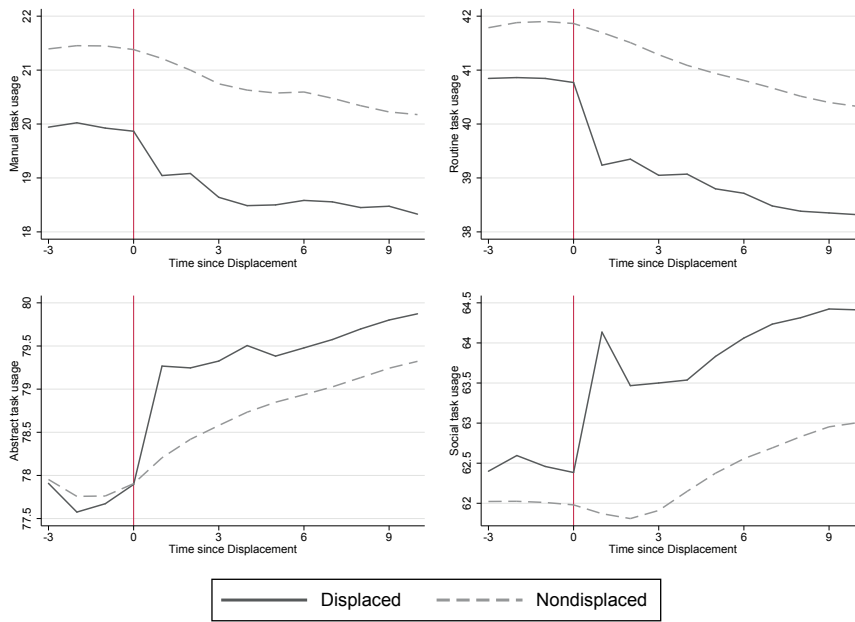 Manual task usage
22
21
20
19
18
-3 0 3 6 9
Time since Displacement
Routine task usage
42
41
40
39
38
-3 0 3 6 9
Time since Displacement
Abstract task usage
80
79.5
79
78.5
78
77.5
-3 0 3 6 9
Time since Displacement
Social task usage
64.5
64
63.5
63
62.5
62
-3 0 3 6 9
Time since Displacement
Displaced Nondisplaced